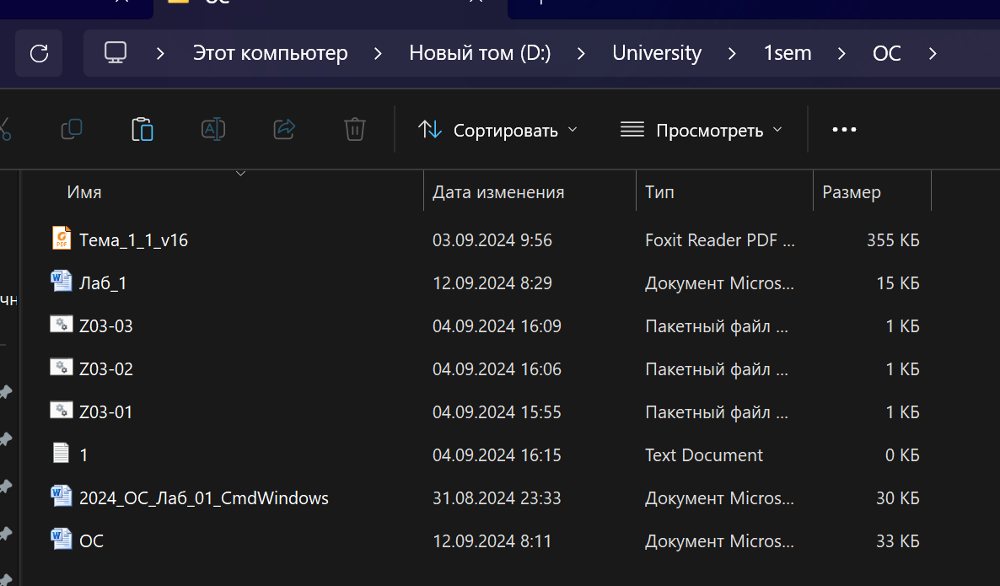 Этот компьютер > Новый том (D:) > University > 1sem > ОС >
Сортировать Просмотреть
Имя Дата изменения Тип Размер
Тема_1_1_v16 03.09.2024 9:56 Foxit Reader PDF ... 355 КБ
Лаб_1 12.09.2024 8:29 Документ Micros... 15 КБ
Z03-03 04.09.2024 16:09 Пакетный файл ... 1 КБ
Z03-02 04.09.2024 16:06 Пакетный файл ... 1 КБ
Z03-01 04.09.2024 15:55 Пакетный файл ... 1 КБ
1 04.09.2024 16:15 Text Document 0 КБ
2024_ОС_Лаб_01_CmdWindows 31.08.2024 23:33 Документ Micros... 30 КБ
ОС 12.09.2024 8:11 Документ Micros... 33 КБ